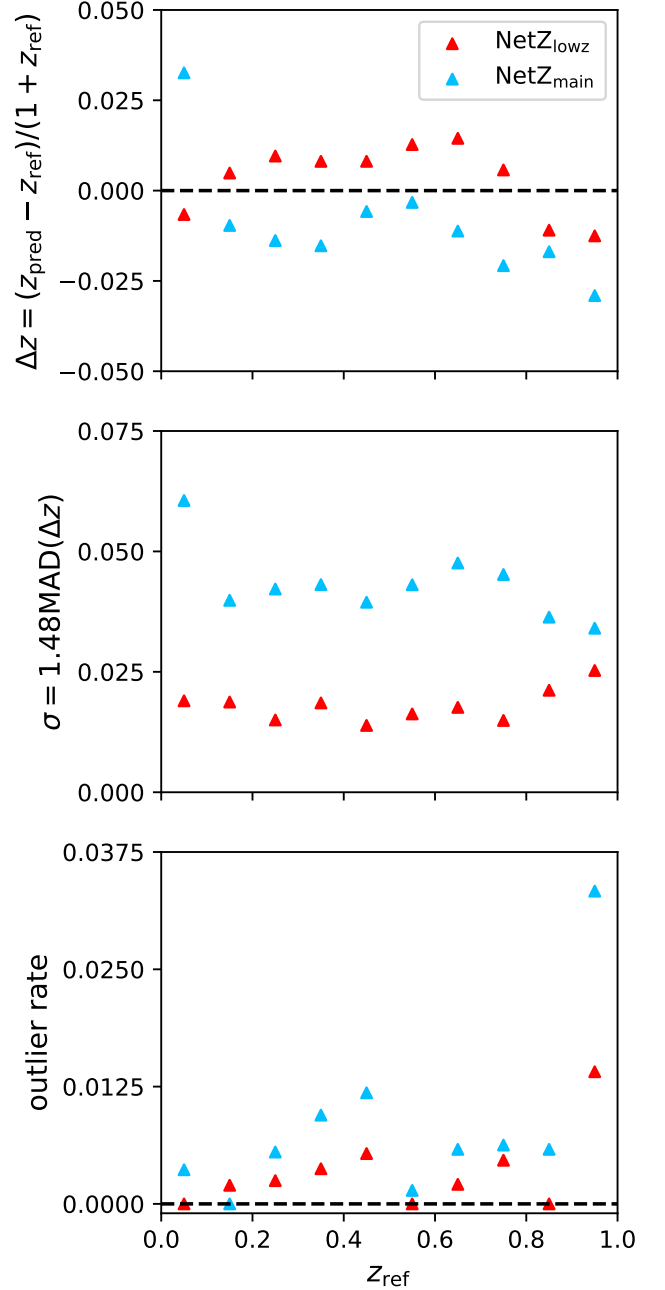 Δz = (z_pred − z_ref)/(1 + z_ref)
0.050
0.025
0.000
−0.025
−0.050
NetZ_lowz
NetZ_main
σ = 1.48MAD(Δz)
0.075
0.050
0.025
0.000
outlier rate
0.0375
0.0250
0.0125
0.0000
0.0 0.2 0.4 0.6 0.8 1.0
z_ref